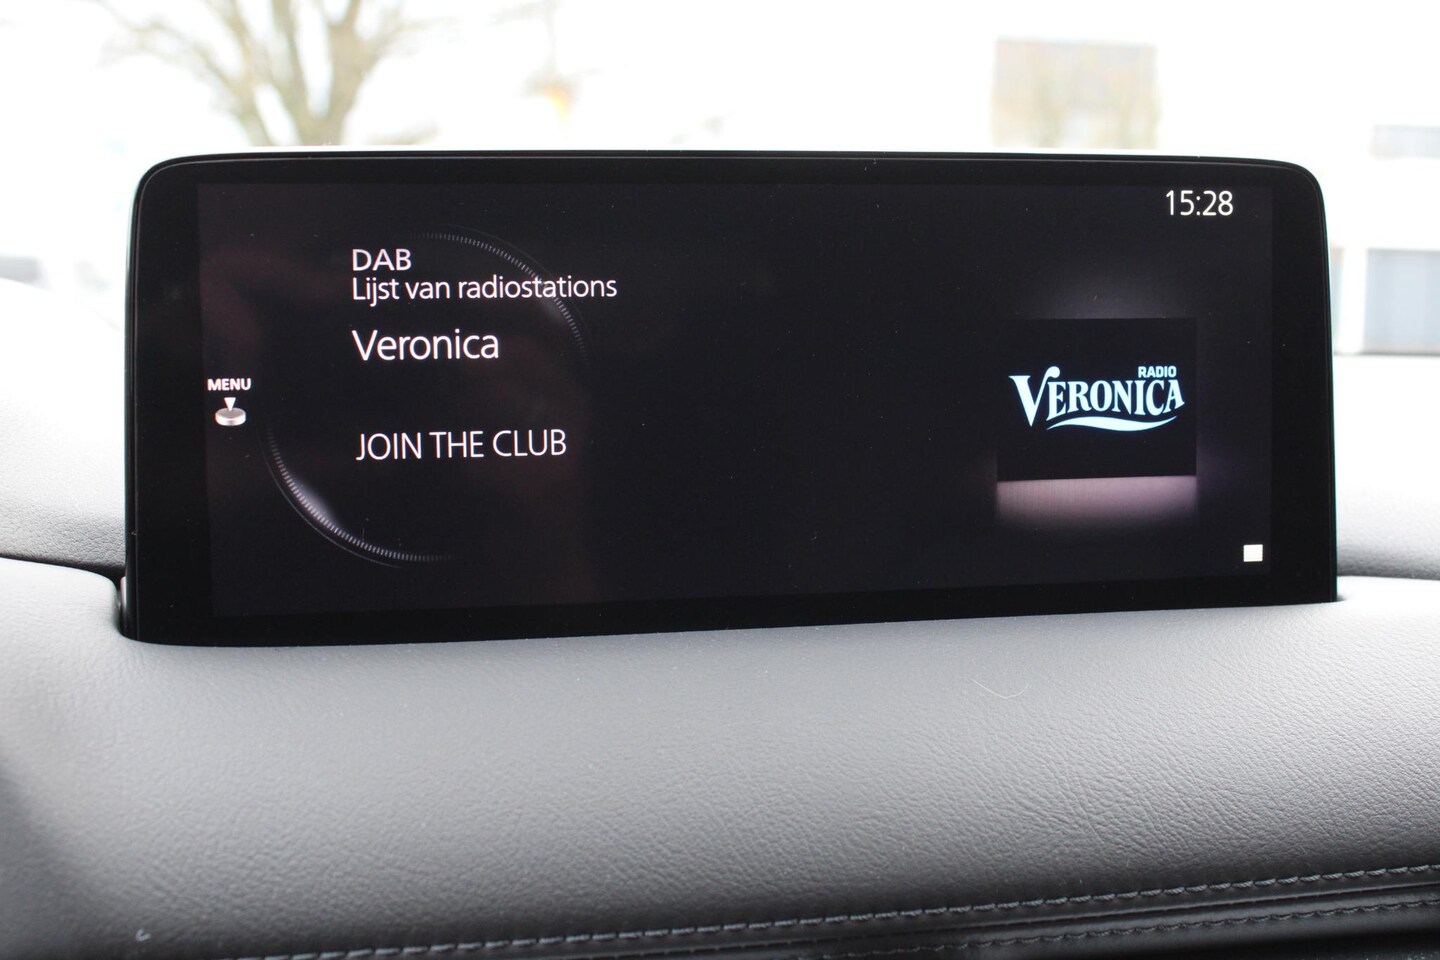 15:28
DAB
Lijst van radiostations
Veronica
MENU
JOIN THE CLUB
RADIO
VERONICA